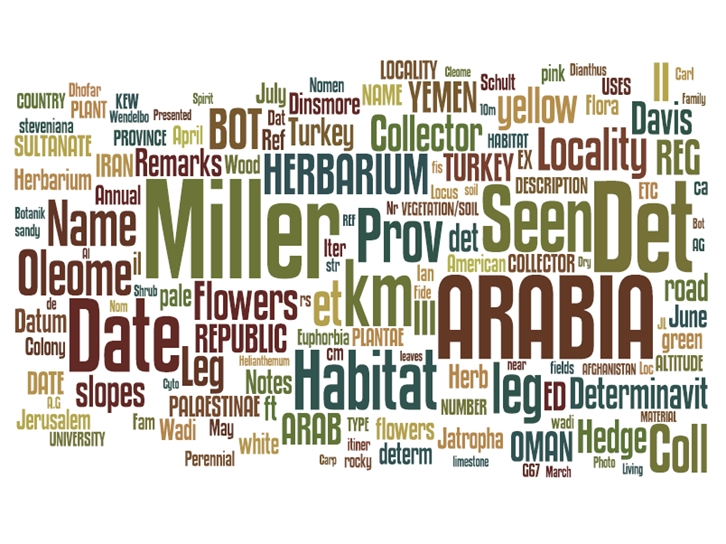 LOCALITY
Cleome
COUNTRY
Dhofar
PLANT
KEW
Wendelbo
Presented
Spirit
July
Nomen
Dinsmore
NAME
YEMEN
Schult
pink
Dianthus
USES
II
Carl
Family
steveniana
SULTANATE
PROVINCE
April
BOT
Dat
Ref
Turkey
Collector
10m
yellow
Flora
Davis
HABITAT
Herbarium
IRAN
Remarks
Wood
HERBARIUM
fis
TURKEY
EX
Locality
REG
Annual
Locus
soil
DESCRIPTION
ETC
ca
Botanik
sandy
Name
Miller
REF
Nr
VEGETATION/SOIL
Prov
det
Seen
Det
Bot
AG
Iter
str
Al
Oleome
il
American
COLLECTOR
Dry
Ian
Fide
de
Shrub
pale
Flowers
rs
et
km
III
ARABIA
road
Datum
Nom
Date
Colony
REPUBLIC
Euphorbia
PLANTAE
JL
June
green
Helianthemum
cm
leaves
near
fields
AFGHANISTAN
Loc
ALTITUDE
DATE
slopes
Cyto
Leg
Notes
Habitat
Herb
leg
ED
Determinavit
A.G
PALAESTINAE
ft
NUMBER
MATERIAL
Jerusalem
UNIVERSITY
Fam
Wadi
May
white
ARAB
TYPE
flowers
wadi
itiner
Jatropha
OMAN
Hedge
Coll
Perennial
Carp
rocky
determ
limestone
G67
March
Photo
Living